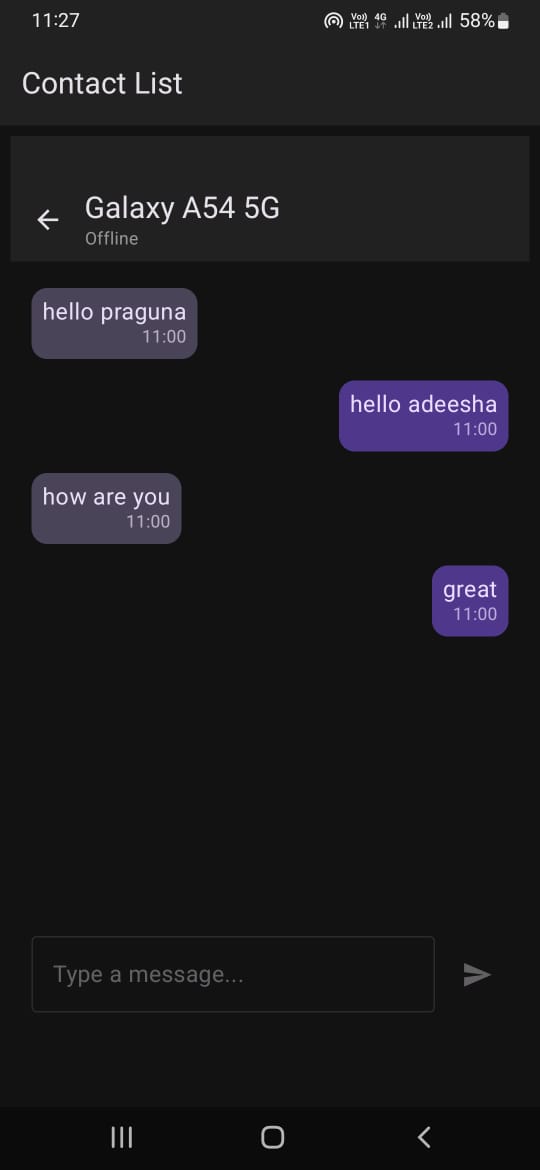 11:27
Vo)) LTE1 4G Vo)) LTE2 58%
Contact List
Galaxy A54 5G
Offline
hello praguna
11:00
hello adeesha
11:00
how are you
11:00
great
11:00
Type a message...